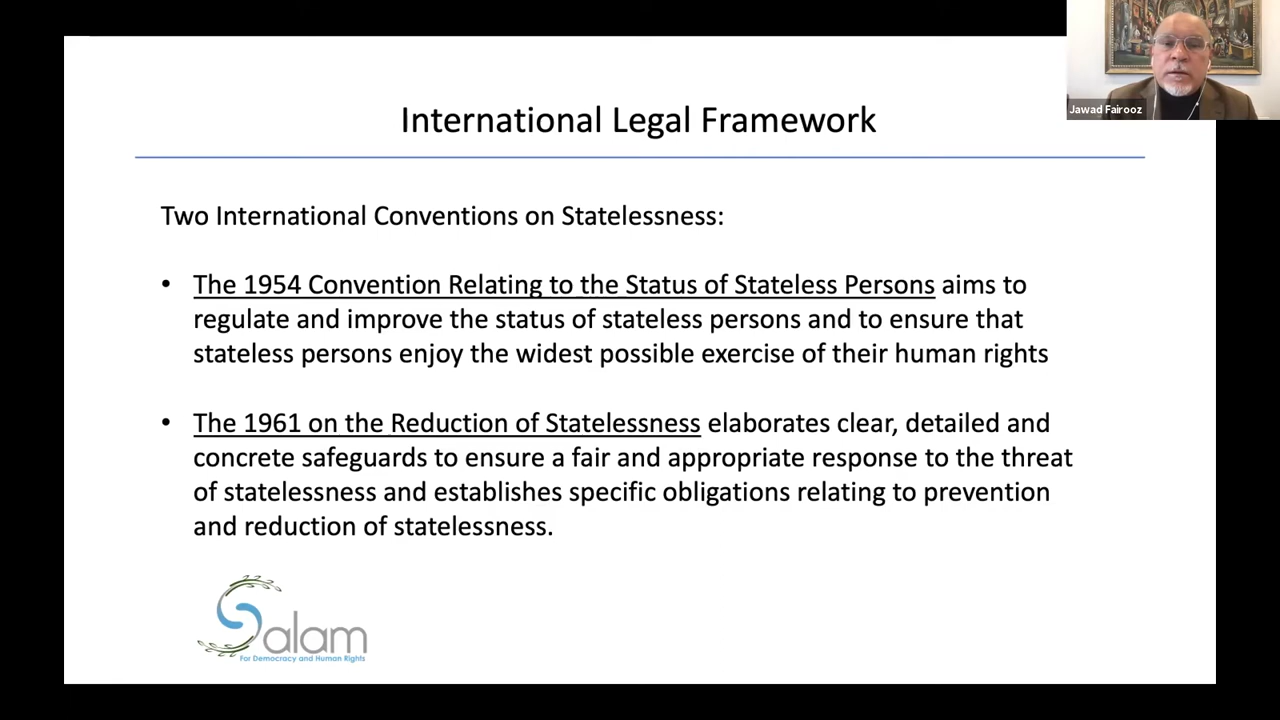 Jawad Fairooz
International Legal Framework
Two International Conventions on Statelessness:
• The 1954 Convention Relating to the Status of Stateless Persons aims to
regulate and improve the status of stateless persons and to ensure that
stateless persons enjoy the widest possible exercise of their human rights
• The 1961 on the Reduction of Statelessness elaborates clear, detailed and
concrete safeguards to ensure a fair and appropriate response to the threat
of statelessness and establishes specific obligations relating to prevention
and reduction of statelessness.
Salam
For Democracy and Human Rights